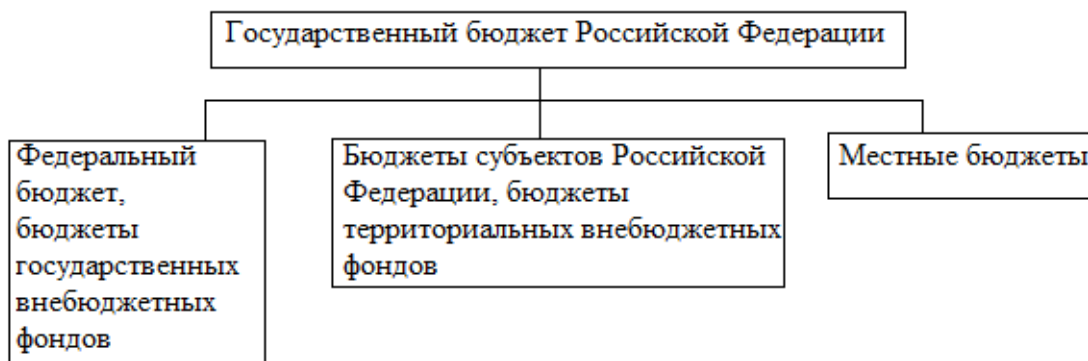 Государственный бюджет Российской Федерации
Федеральный
бюджет,
бюджеты
государственных
внебюджетных
фондов
Бюджеты субъектов Российской
Федерации, бюджеты
территориальных внебюджетных
фондов
Местные бюджеты